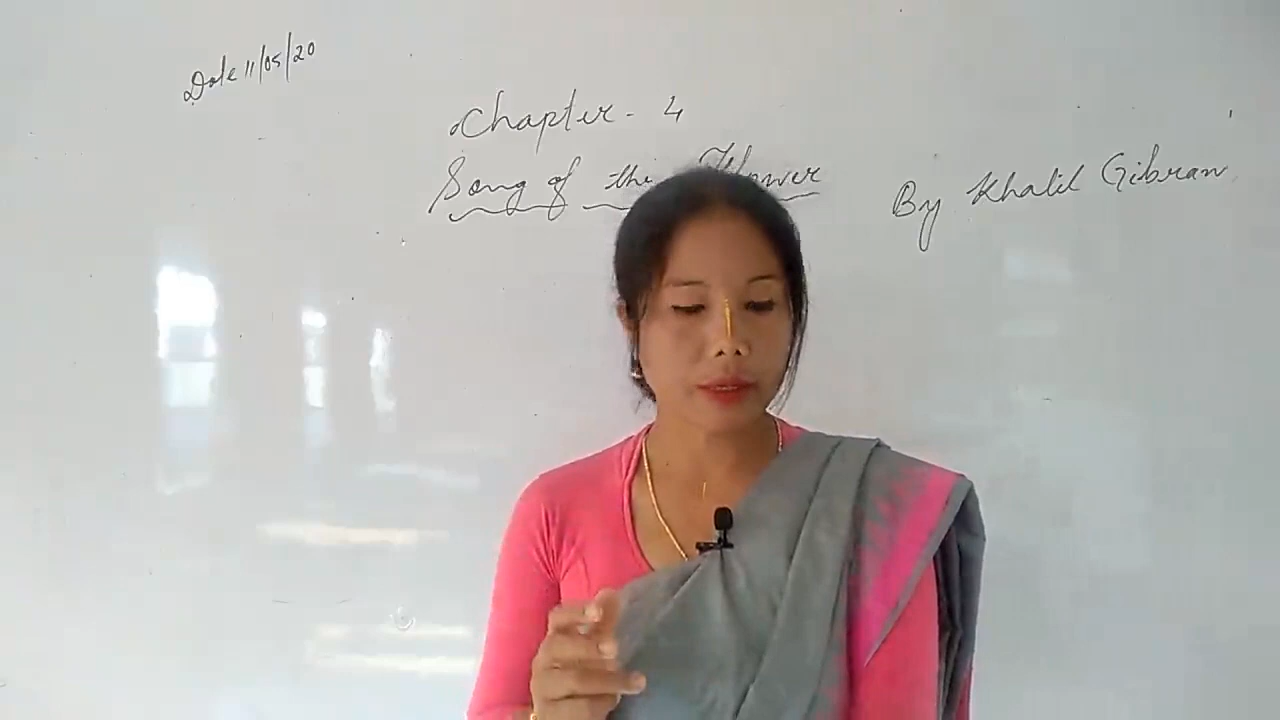 Date 11/05/20
Chapter - 4
Song of the Flower
By Khalil Gibran